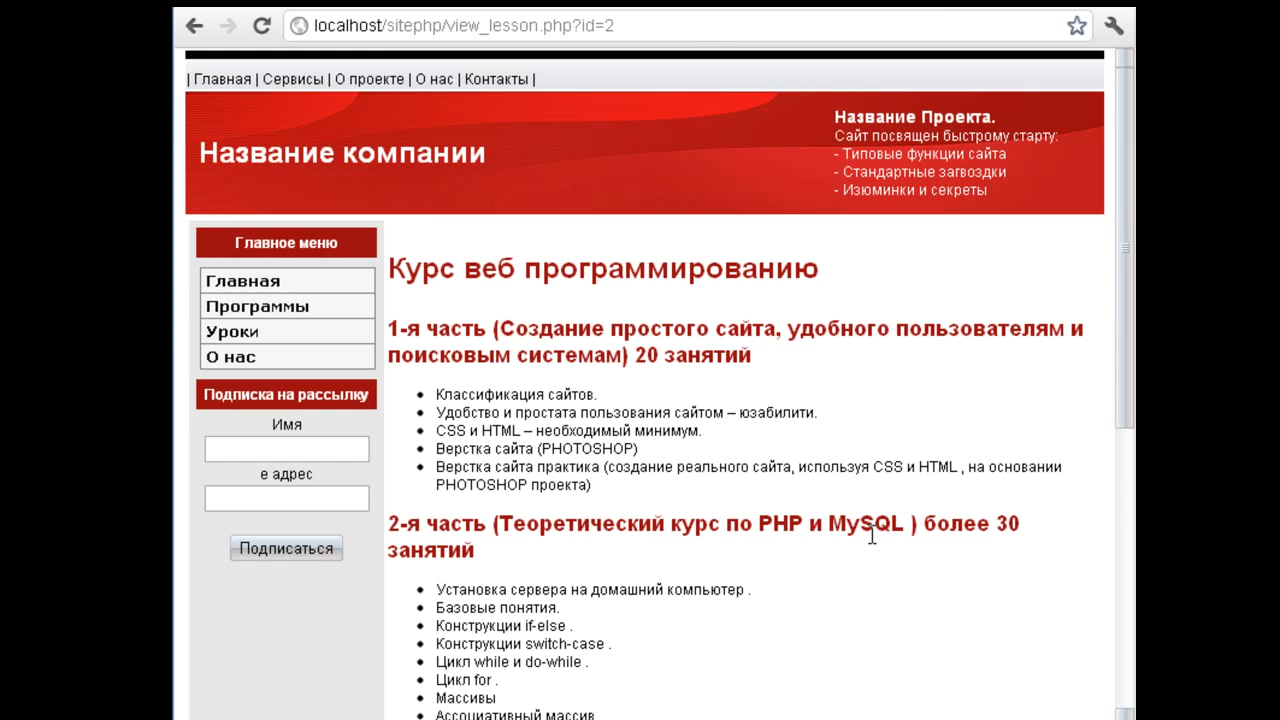 localhost/sitephp/view_lesson.php?id=2
| Главная | Сервисы | О проекте | О нас | Контакты |
Название компании
Название Проекта.
Сайт посвящен быстрому старту:
- Типовые функции сайта
- Стандартные загвоздки
- Изюминки и секреты
Главное меню
Главная
Программы
Уроки
О нас
Подписка на рассылку
Имя
е адрес
Подписаться
Курс веб программированию
1-я часть (Создание простого сайта, удобного пользователям и
поисковым системам) 20 занятий
Классификация сайтов.
Удобство и простата пользования сайтом – юзабилити.
CSS и HTML – необходимый минимум.
Верстка сайта (PHOTOSHOP)
Верстка сайта практика (создание реального сайта, используя CSS и HTML , на основании
PHOTOSHOP проекта)
2-я часть (Теоретический курс по PHP и MySQL ) более 30
занятий
Установка сервера на домашний компьютер .
Базовые понятия.
Конструкции if-else .
Конструкции switch-case .
Цикл while и do-while .
Цикл for .
Массивы
Ассоциативный массив